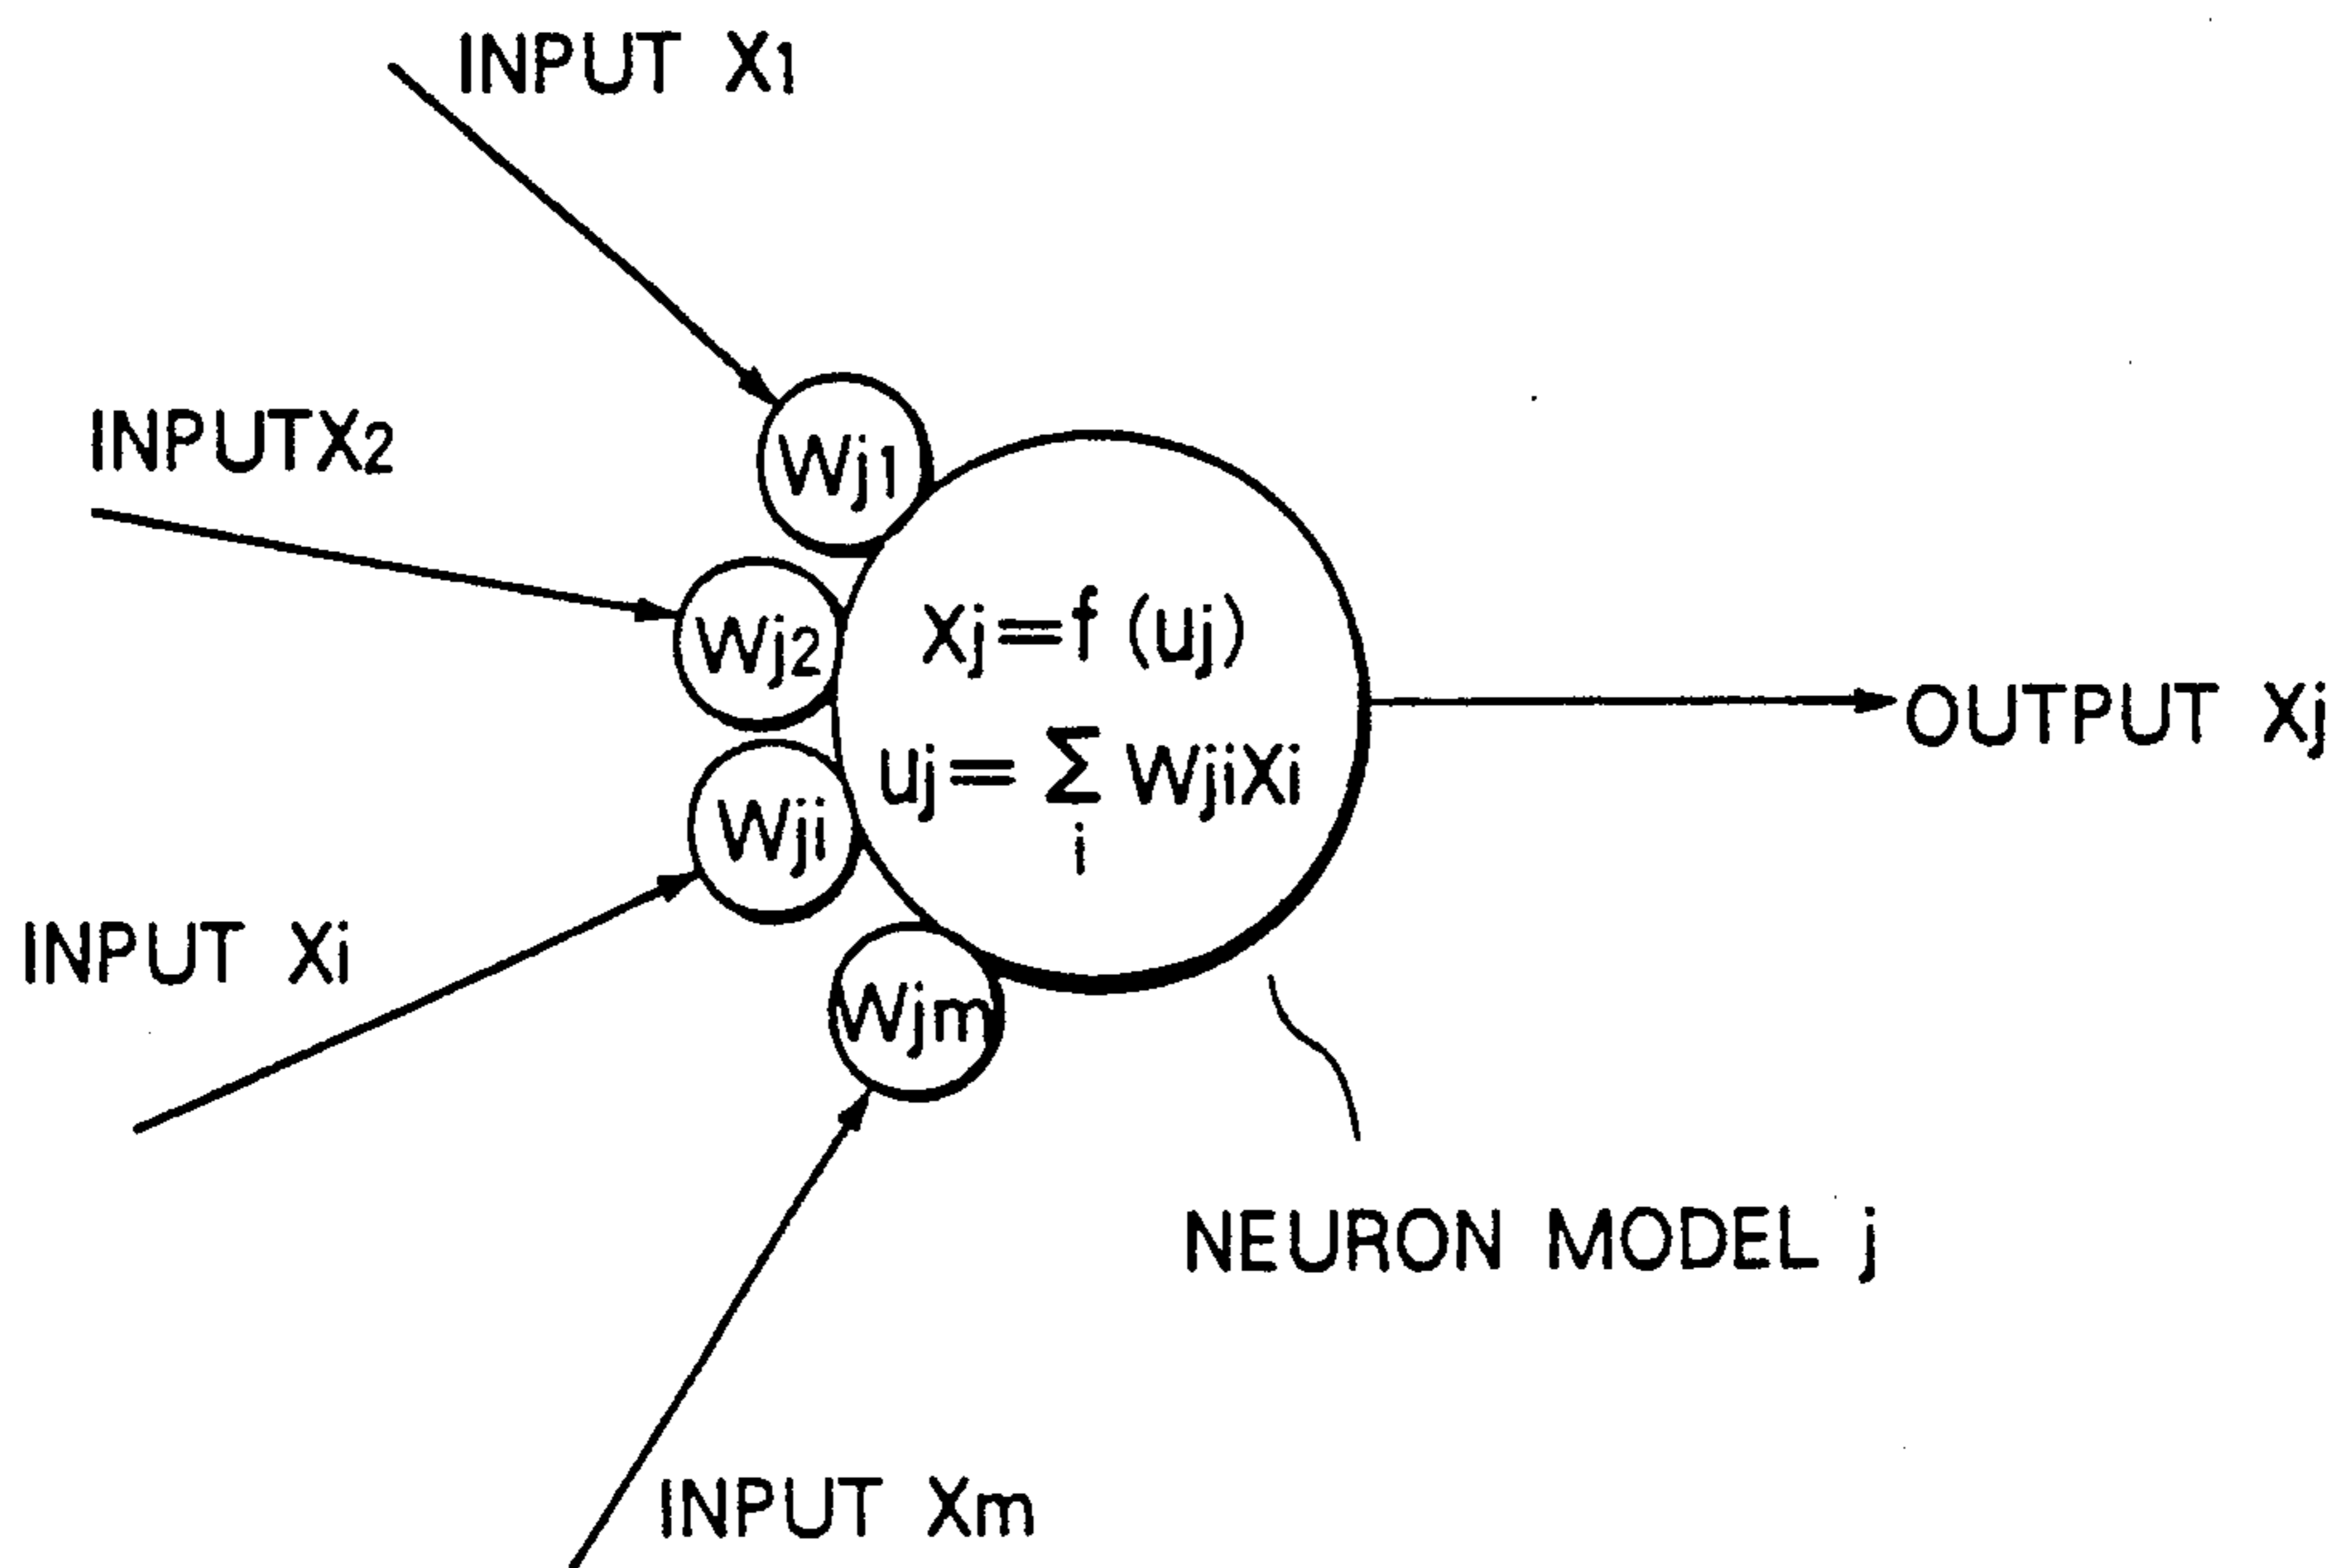 INPUT X1
INPUTX2
Wj1
Wj2
Xj=f (uj)
OUTPUT Xj
uj= Σ WjiXi
i
Wji
INPUT Xi
Wjm
NEURON MODEL j
INPUT Xm